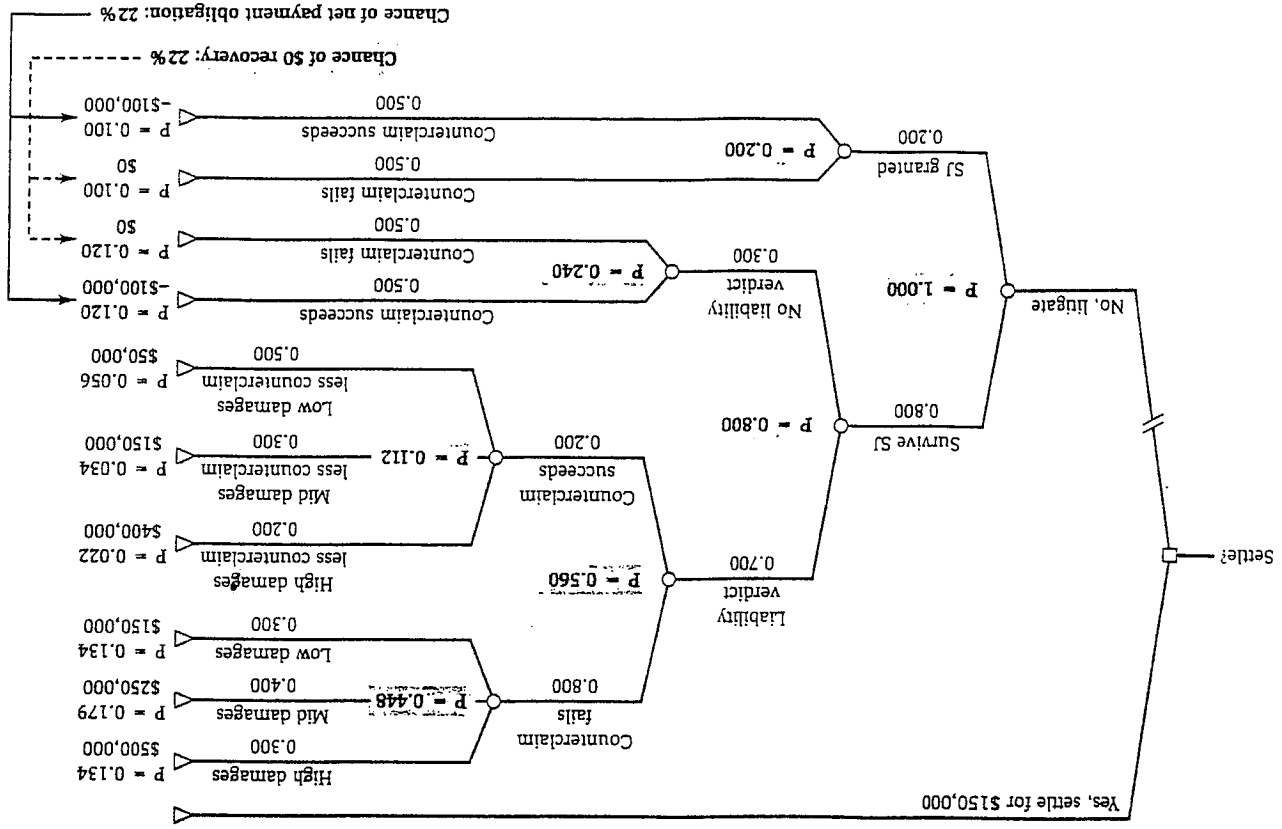 Settle?
Yes, settle for $150,000
No, litigate
P = 1.000
Survive SJ
0.800
P = 0.800
SJ granted
0.200
P = 0.200
Liability
verdict
0.700
P = 0.560
No liability
verdict
0.300
P = 0.240
Counterclaim
fails
0.800
P = 0.448
Counterclaim
succeeds
0.200
P = 0.112
High damages
0.300
P = 0.134
$500,000
Mid damages
0.400
P = 0.179
$250,000
Low damages
0.300
P = 0.134
$150,000
High damages
less counterclaim
0.200
P = 0.022
$400,000
Mid damages
less counterclaim
0.300
P = 0.034
$150,000
Low damages
less counterclaim
0.500
P = 0.056
$50,000
Counterclaim succeeds
0.500
P = 0.120
-$100,000
Counterclaim fails
0.500
P = 0.120
$0
Counterclaim fails
0.500
P = 0.100
$0
Counterclaim succeeds
0.500
P = 0.100
-$100,000
Chance of $0 recovery: 22%
Chance of net payment obligation: 22%